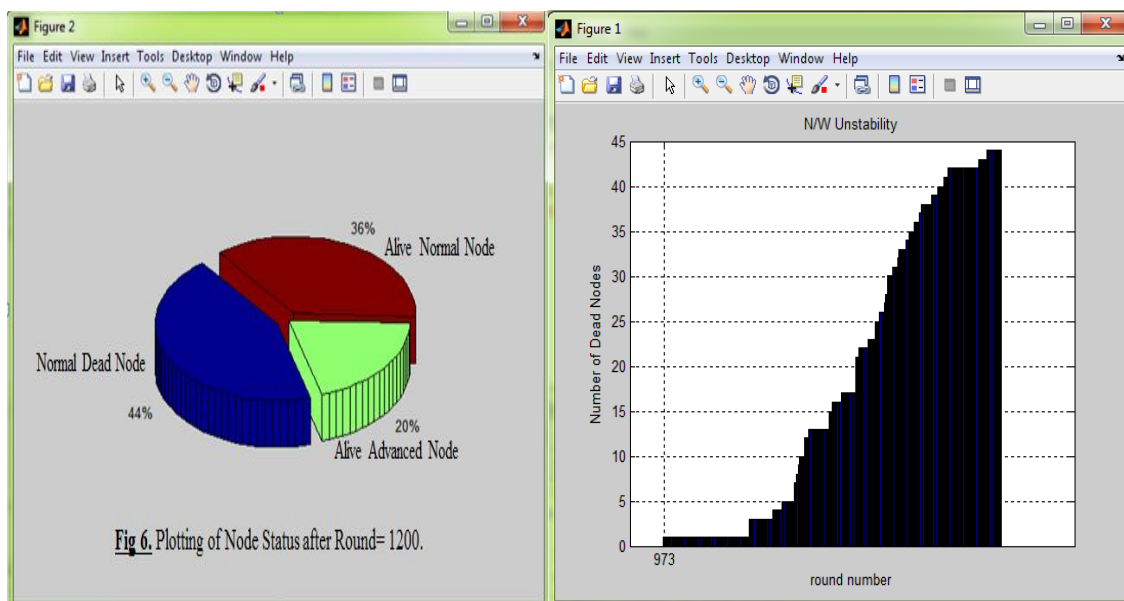 Figure 2
File Edit View Insert Tools Desktop Window Help
36%
Alive Normal Node
Normal Dead Node
44%
20%
Alive Advanced Node
Fig 6. Plotting of Node Status after Round= 1200.
Figure 1
File Edit View Insert Tools Desktop Window Help
N/W Unstability
45
40
35
30
25
20
15
10
5
0
Number of Dead Nodes
973
round number